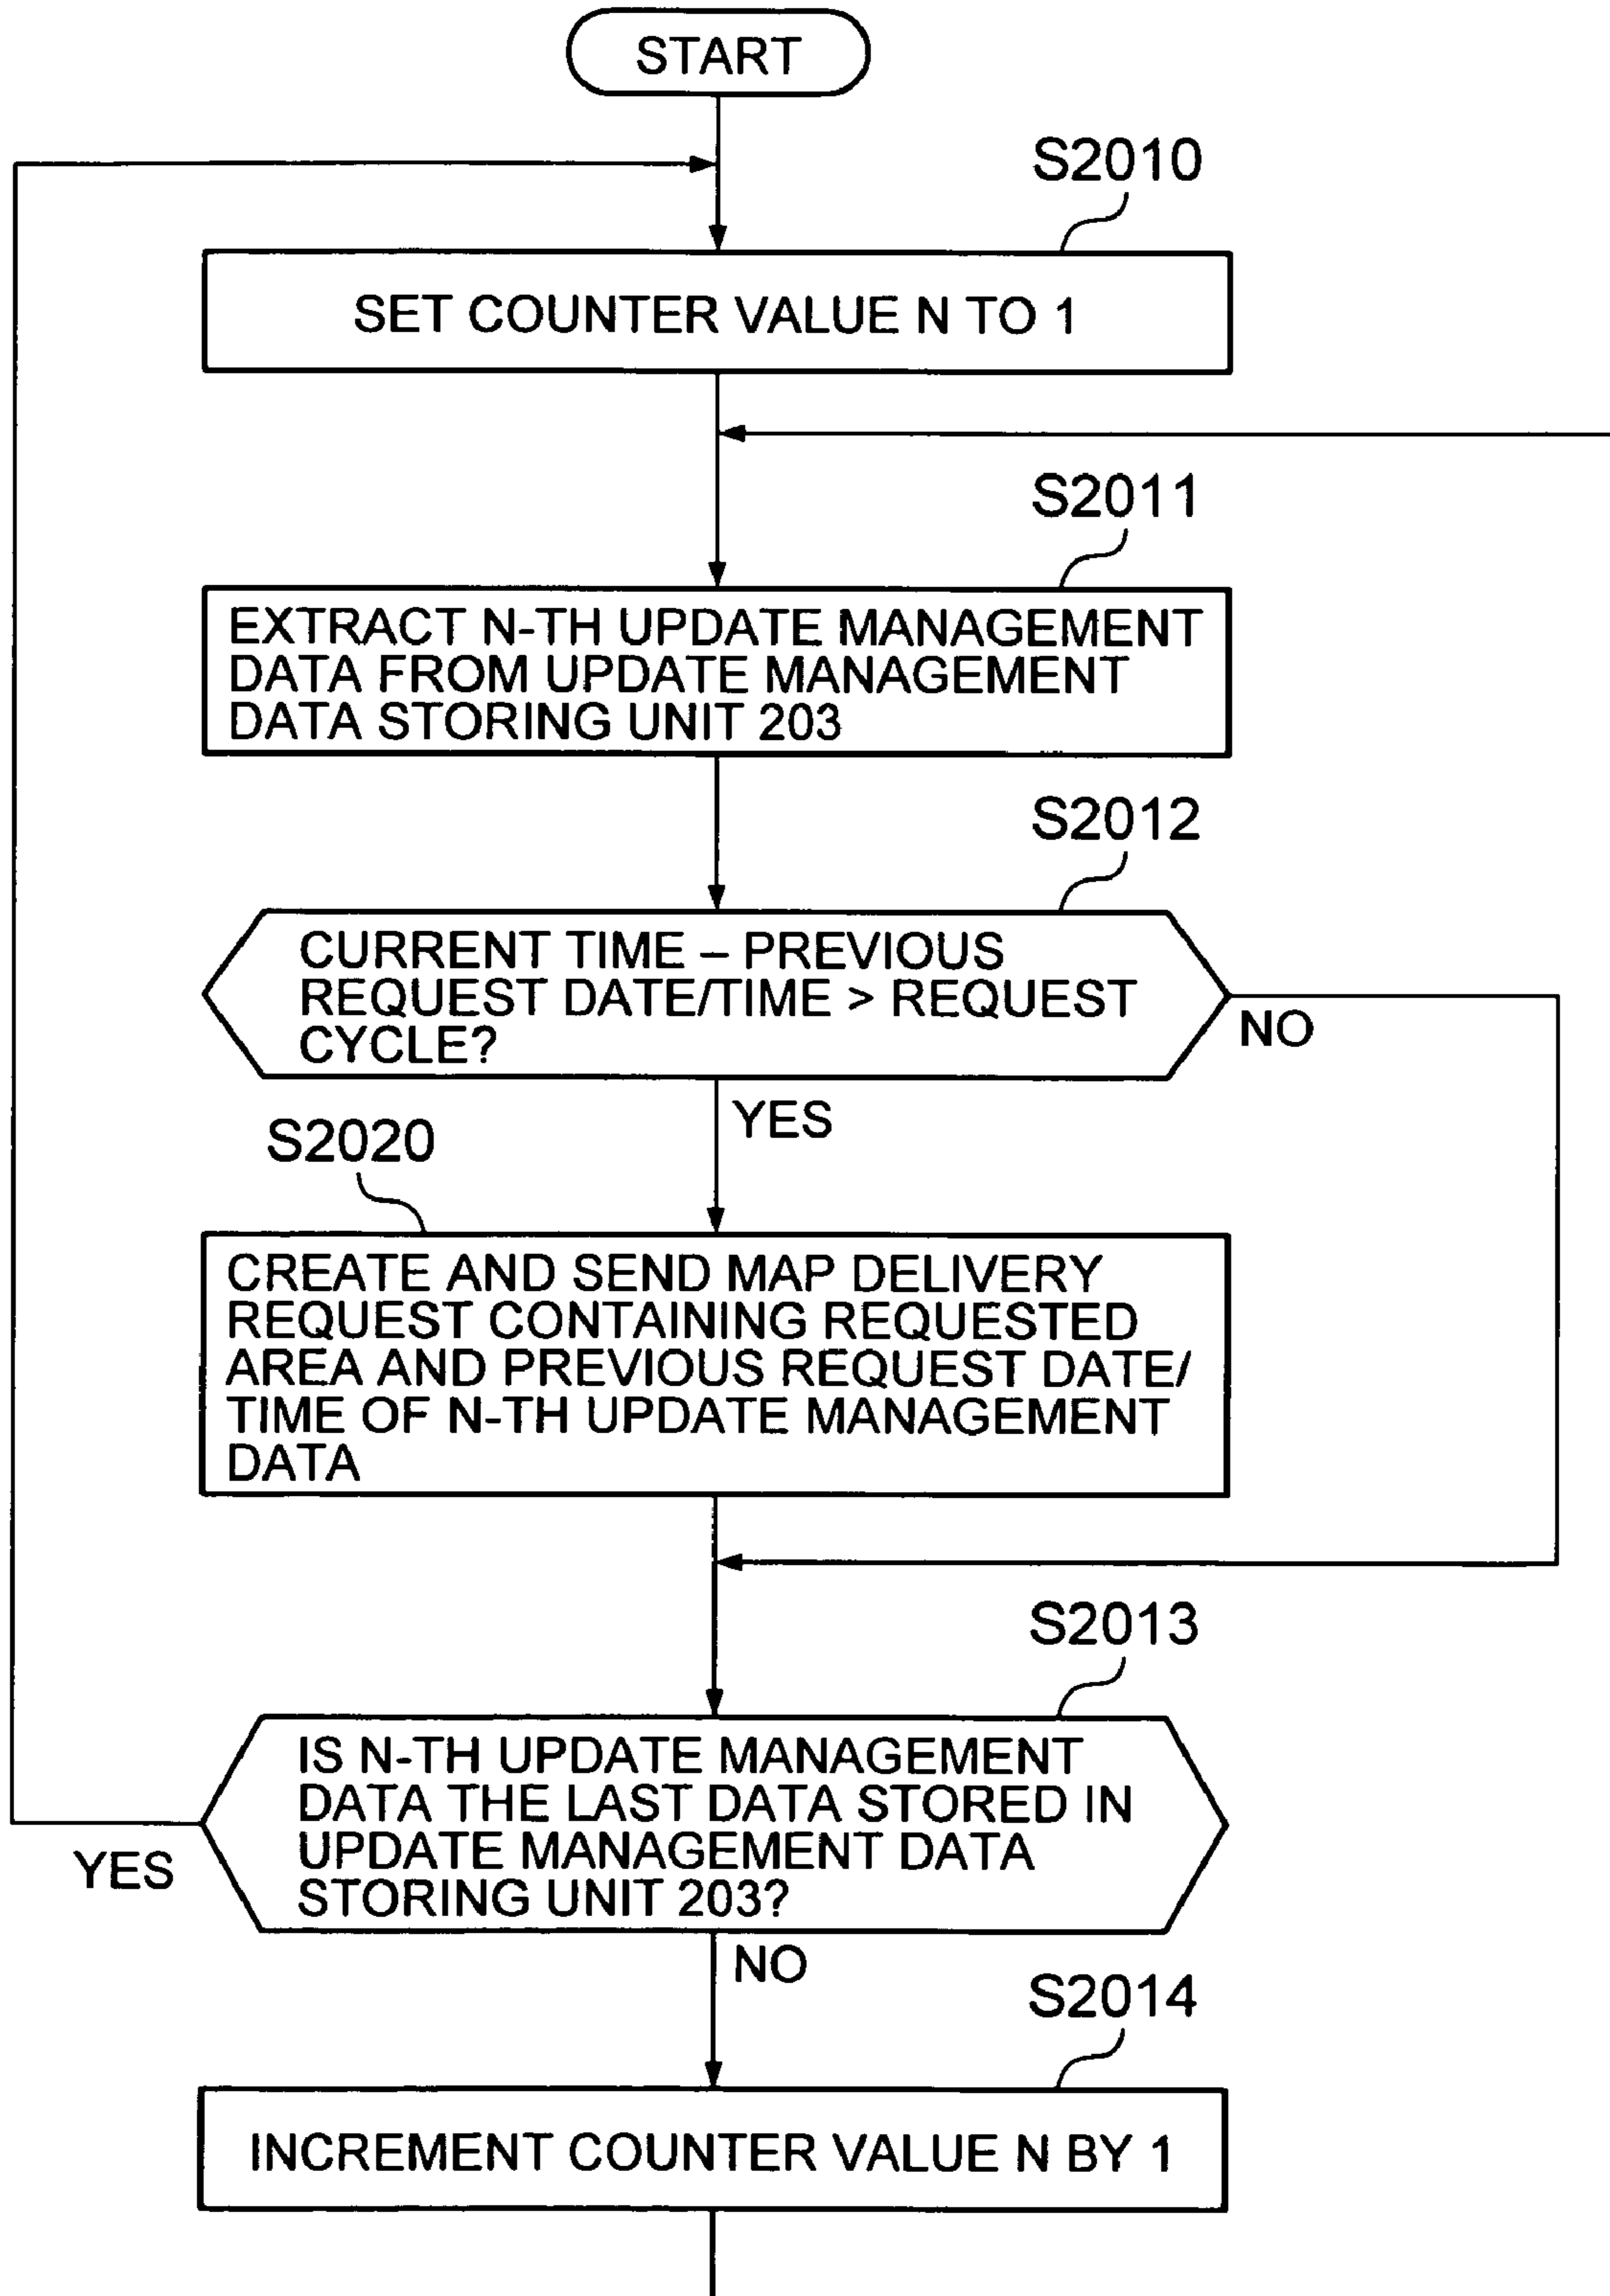 START
S2010
SET COUNTER VALUE N TO 1
S2011
EXTRACT N-TH UPDATE MANAGEMENT
DATA FROM UPDATE MANAGEMENT
DATA STORING UNIT 203
S2012
CURRENT TIME – PREVIOUS
REQUEST DATE/TIME > REQUEST
CYCLE?
NO
YES
S2020
CREATE AND SEND MAP DELIVERY
REQUEST CONTAINING REQUESTED
AREA AND PREVIOUS REQUEST DATE/
TIME OF N-TH UPDATE MANAGEMENT
DATA
S2013
IS N-TH UPDATE MANAGEMENT
DATA THE LAST DATA STORED IN
UPDATE MANAGEMENT DATA
STORING UNIT 203?
YES
NO
S2014
INCREMENT COUNTER VALUE N BY 1